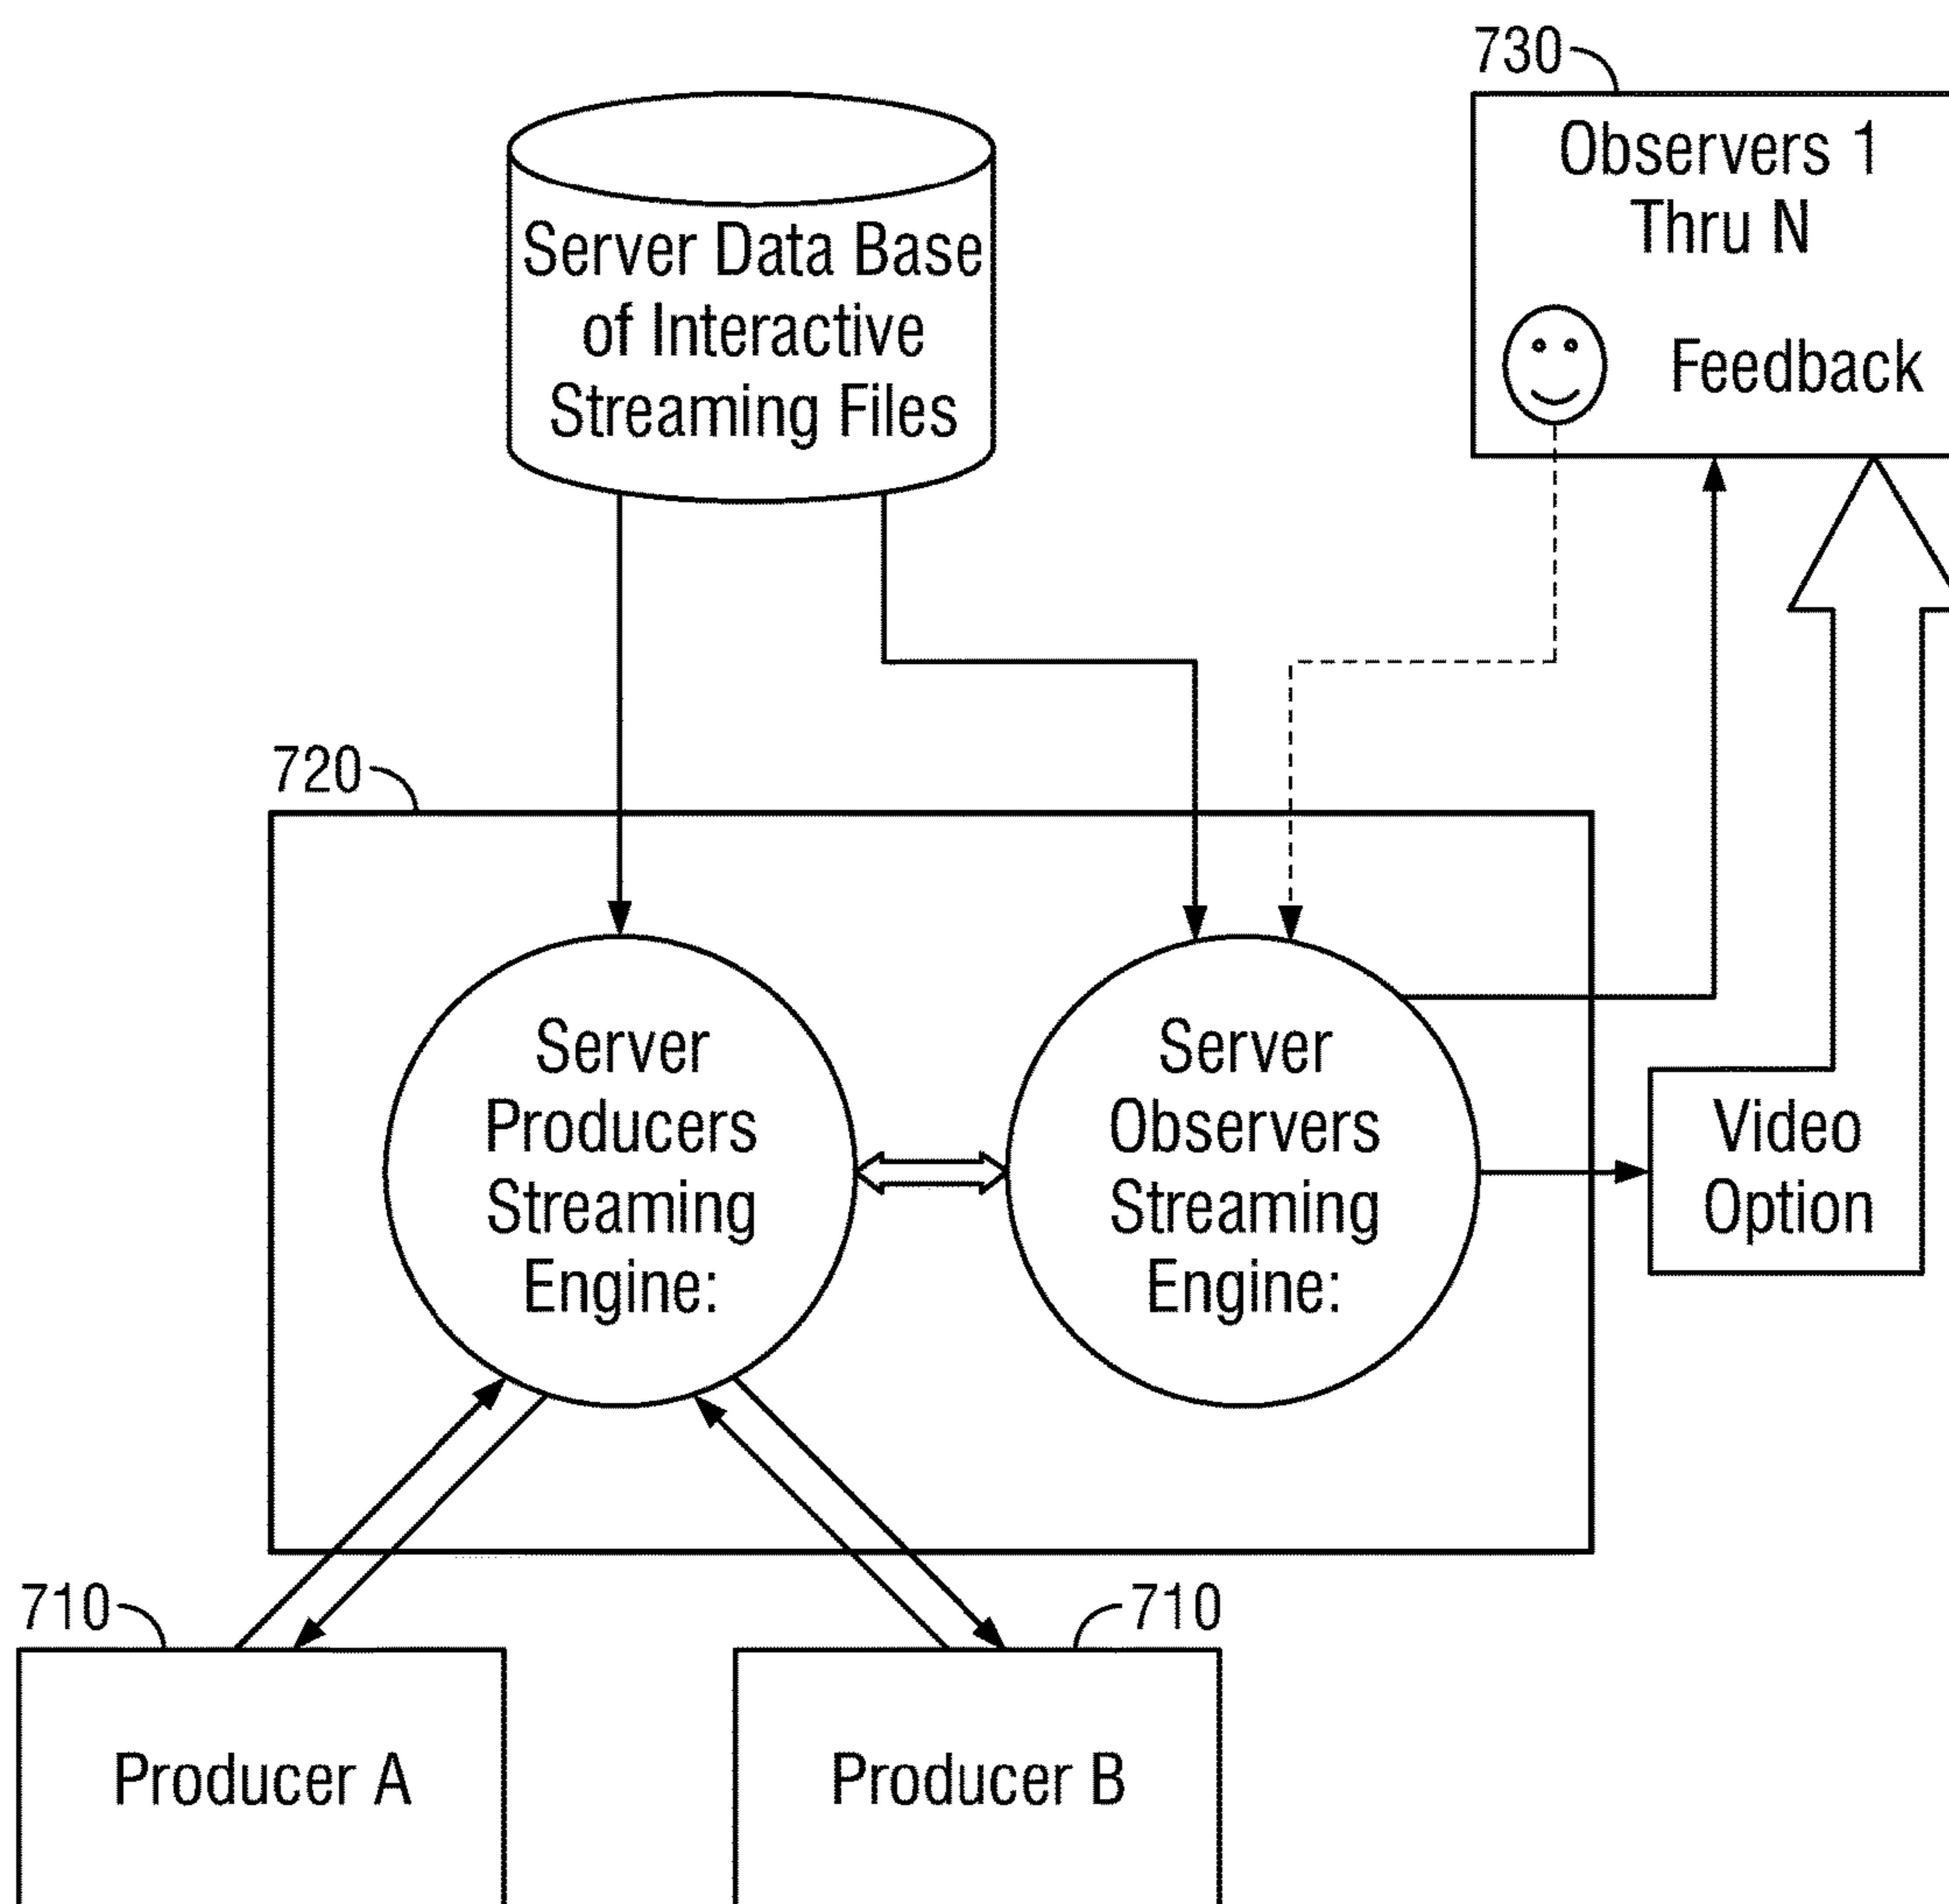 730
Observers 1
Thru N
Feedback
Server Data Base
of Interactive
Streaming Files
720
Server
Producers
Streaming
Engine:
Server
Observers
Streaming
Engine:
Video
Option
710
Producer A
710
Producer B